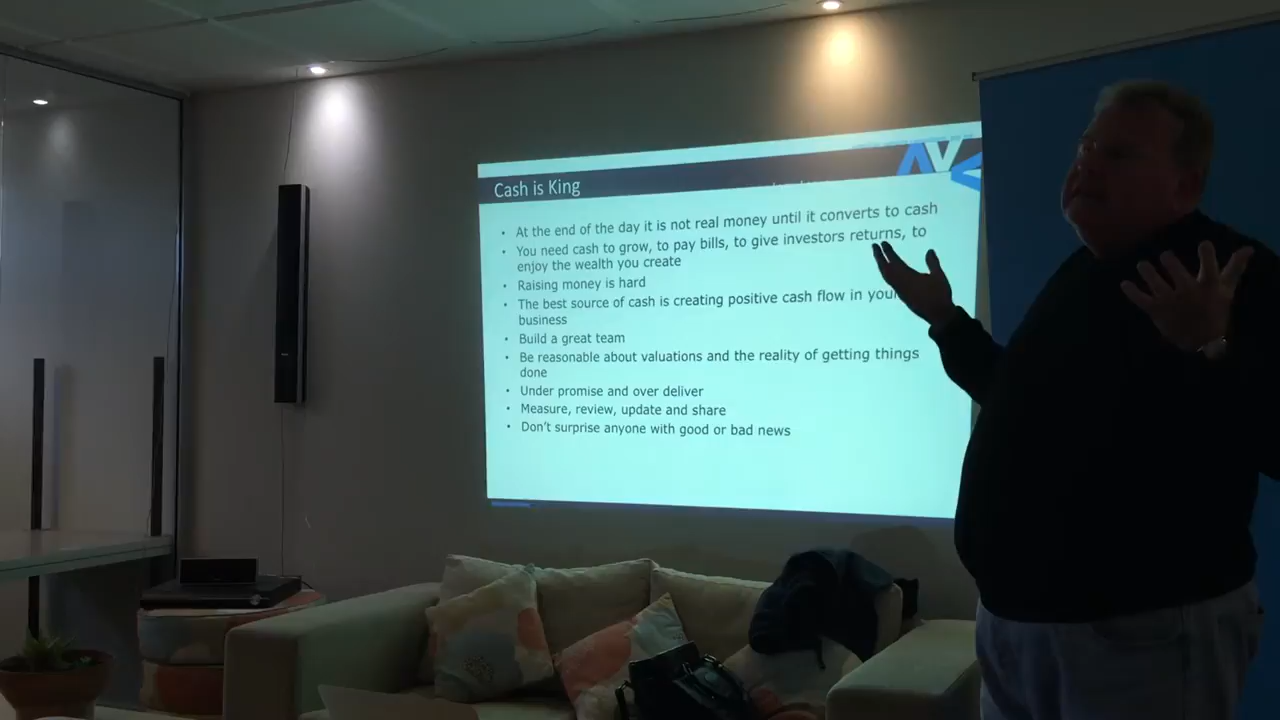 Cash is King
• At the end of the day it is not real money until it converts to cash
• You need cash to grow, to pay bills, to give investors returns, to
enjoy the wealth you create
• Raising money is hard
• The best source of cash is creating positive cash flow in your
business
• Build a great team
• Be reasonable about valuations and the reality of getting things
done
• Under promise and over deliver
• Measure, review, update and share
• Don't surprise anyone with good or bad news